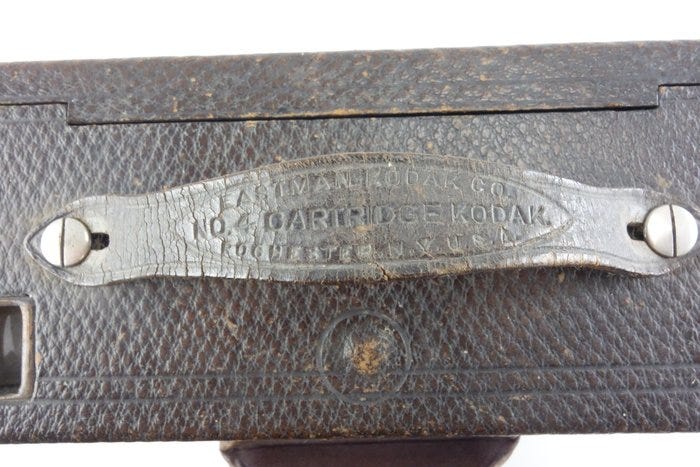 EASTMAN KODAK CO.
NO. 4 CARTRIDGE KODAK.
ROCHESTER, N.Y. U.S.A.